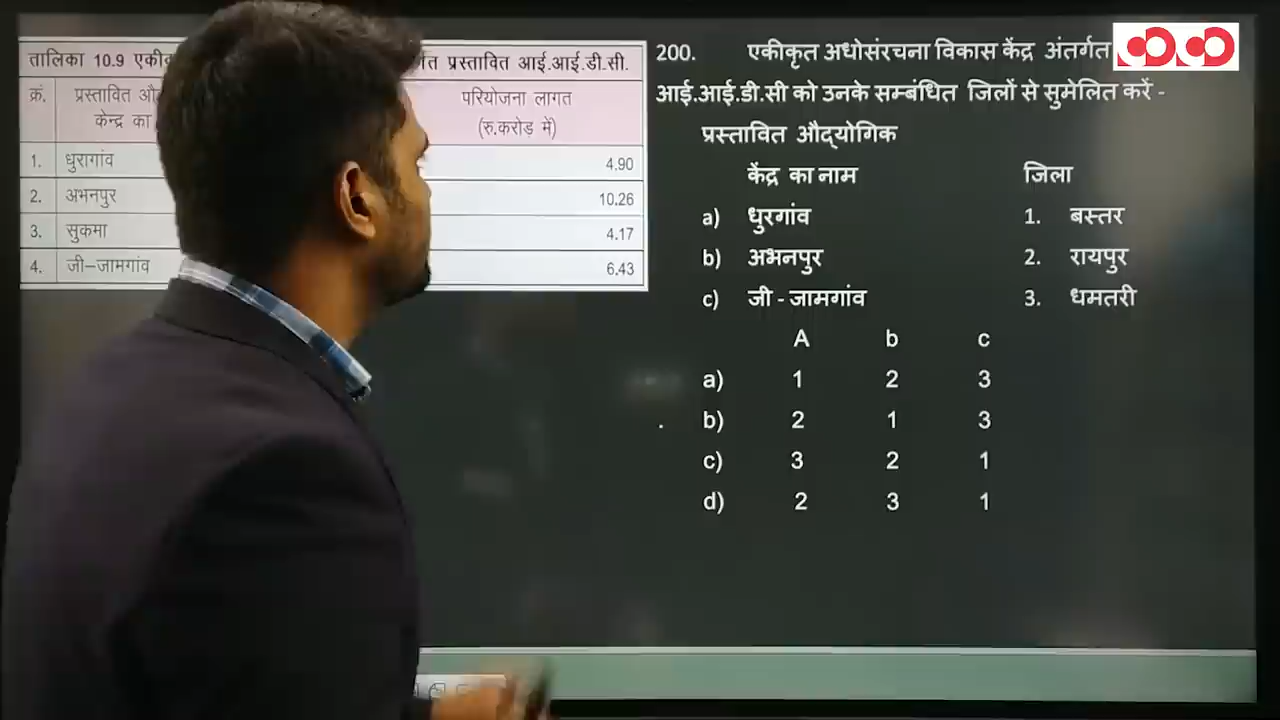 तालिका 10.9
प्रस्तावित आई.आई.डी.सी.
क्रं.
प्रस्तावित
परियोजना लागत
केन्द्र का
(रु.करोड़ में)
1. धुरागांव 4.90
2. अभनपुर 10.26
3. सुकमा 4.17
4. जी–जामगांव 6.43
200. एकीकृत अधोसंरचना विकास केंद्र अंतर्गत
आई.आई.डी.सी को उनके सम्बंधित जिलों से सुमेलित करें -
प्रस्तावित औद्योगिक
केंद्र का नाम जिला
a) धुरगांव 1. बस्तर
b) अभनपुर 2. रायपुर
c) जी - जामगांव 3. धमतरी
A b c
a) 1 2 3
b) 2 1 3
c) 3 2 1
d) 2 3 1